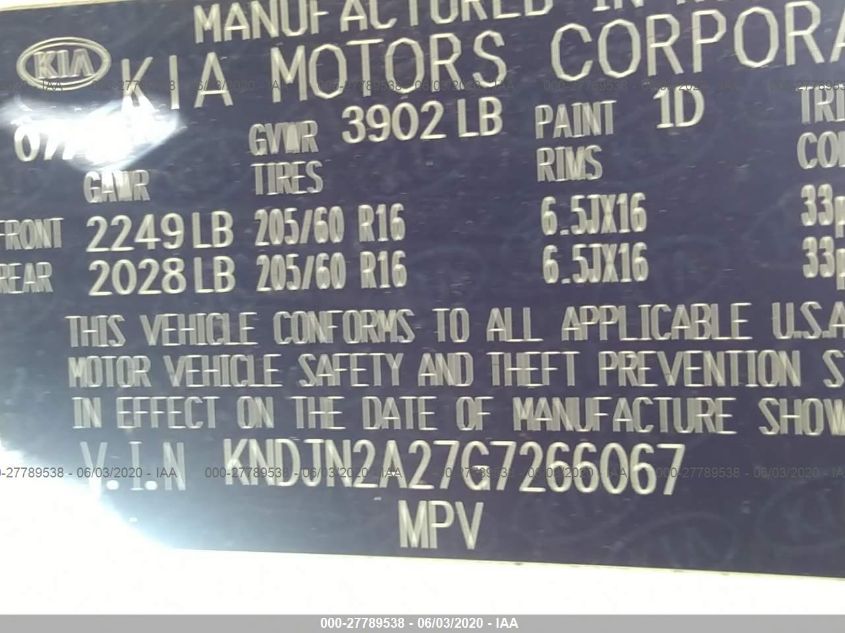 MANUFACTURED IN
KIA KIA MOTORS
GVWR 3902 LB PAINT 1D
GAWR TIRES RIMS
FRONT 2249 LB 205/60 R16 6.5JX16 33
REAR 2028 LB 205/60 R16 6.5JX16 33
THIS VEHICLE CONFORMS TO ALL APPLICABLE U.S.A
MOTOR VEHICLE SAFETY AND THEFT PREVENTION
IN EFFECT ON THE DATE OF MANUFACTURE
V.I.N KNDJN2A27G7266067
MPV
000-27789538 - 06/03/2020 - IAA